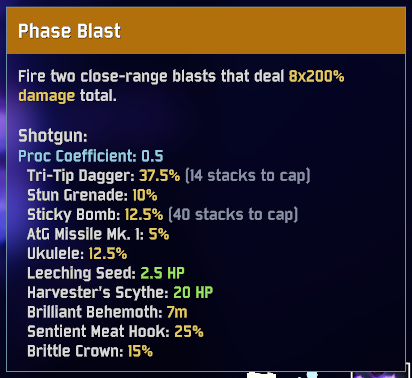 Phase Blast
Fire two close-range blasts that deal 8x200%
damage total.
Shotgun:
Proc Coefficient: 0.5
Tri-Tip Dagger: 37.5% (14 stacks to cap)
Stun Grenade: 10%
Sticky Bomb: 12.5% (40 stacks to cap)
AtG Missile Mk. 1: 5%
Ukulele: 12.5%
Leeching Seed: 2.5 HP
Harvester's Scythe: 20 HP
Brilliant Behemoth: 7m
Sentient Meat Hook: 25%
Brittle Crown: 15%